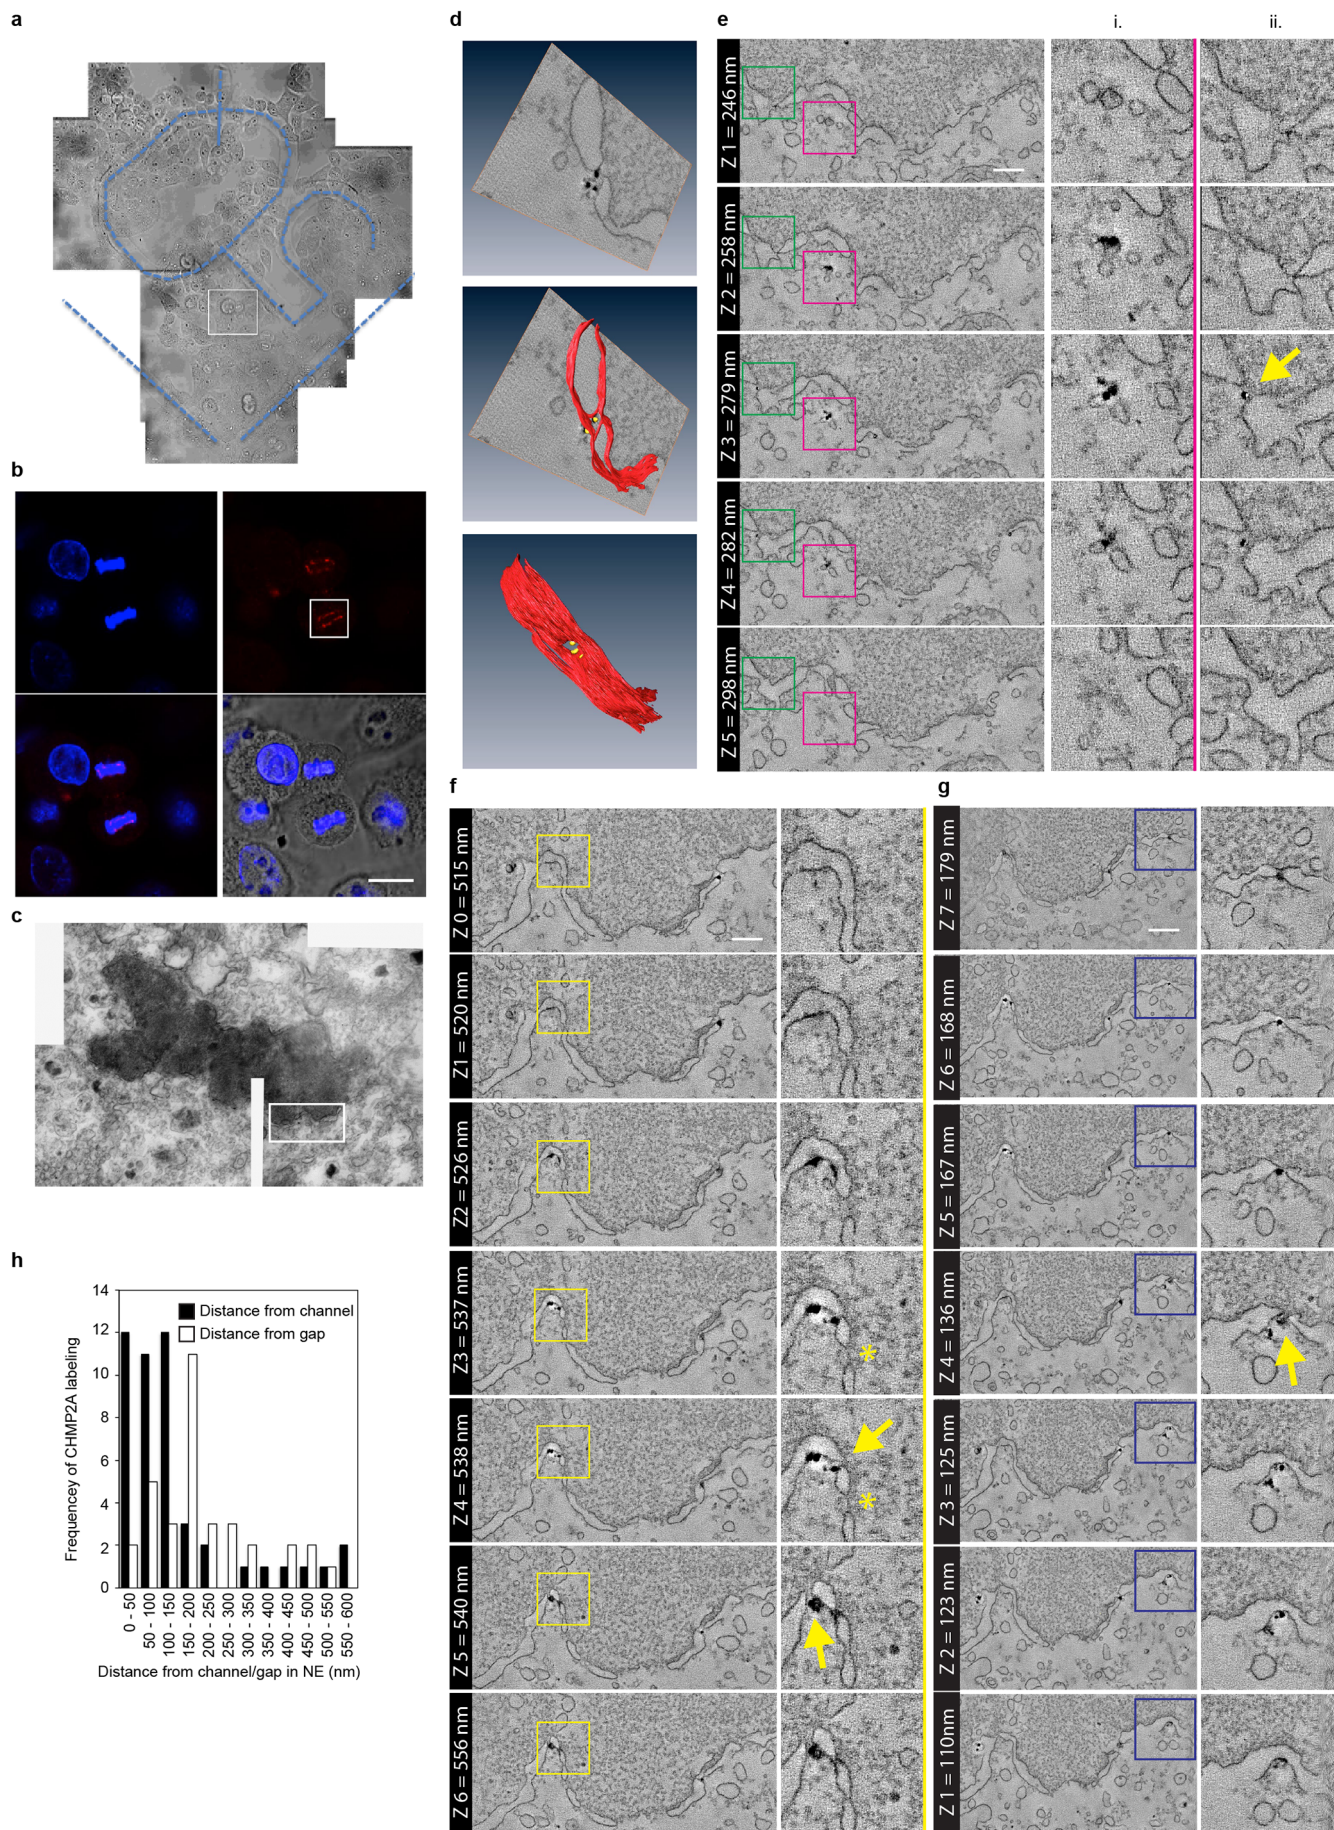 a
b
c
d
e
i.
ii.
Z 1 = 246 nm
Z 2 = 258 nm
Z 3 = 279 nm
Z 4 = 282 nm
Z 5 = 298 nm
f
Z 0 = 515 nm
Z1 = 520 nm
Z2 = 526 nm
Z3 = 537 nm
*
Z 4 = 538 nm
*
Z 5 = 540 nm
Z 6 = 556 nm
g
Z 7 = 179 nm
Z 6 = 168 nm
Z 5 = 167 nm
Z 4 = 136 nm
Z 3 = 125 nm
Z 2 = 123 nm
Z 1 = 110nm
h
Frequencey of CHMP2A labeling
14
12
10
8
6
4
2
0
Distance from channel
Distance from gap
0 - 50
50 - 100
100 - 150
150 - 200
200 - 250
250 - 300
300 - 350
350 - 400
400 - 450
450 - 500
500 - 550
550 - 600
Distance from channel/gap in NE (nm)